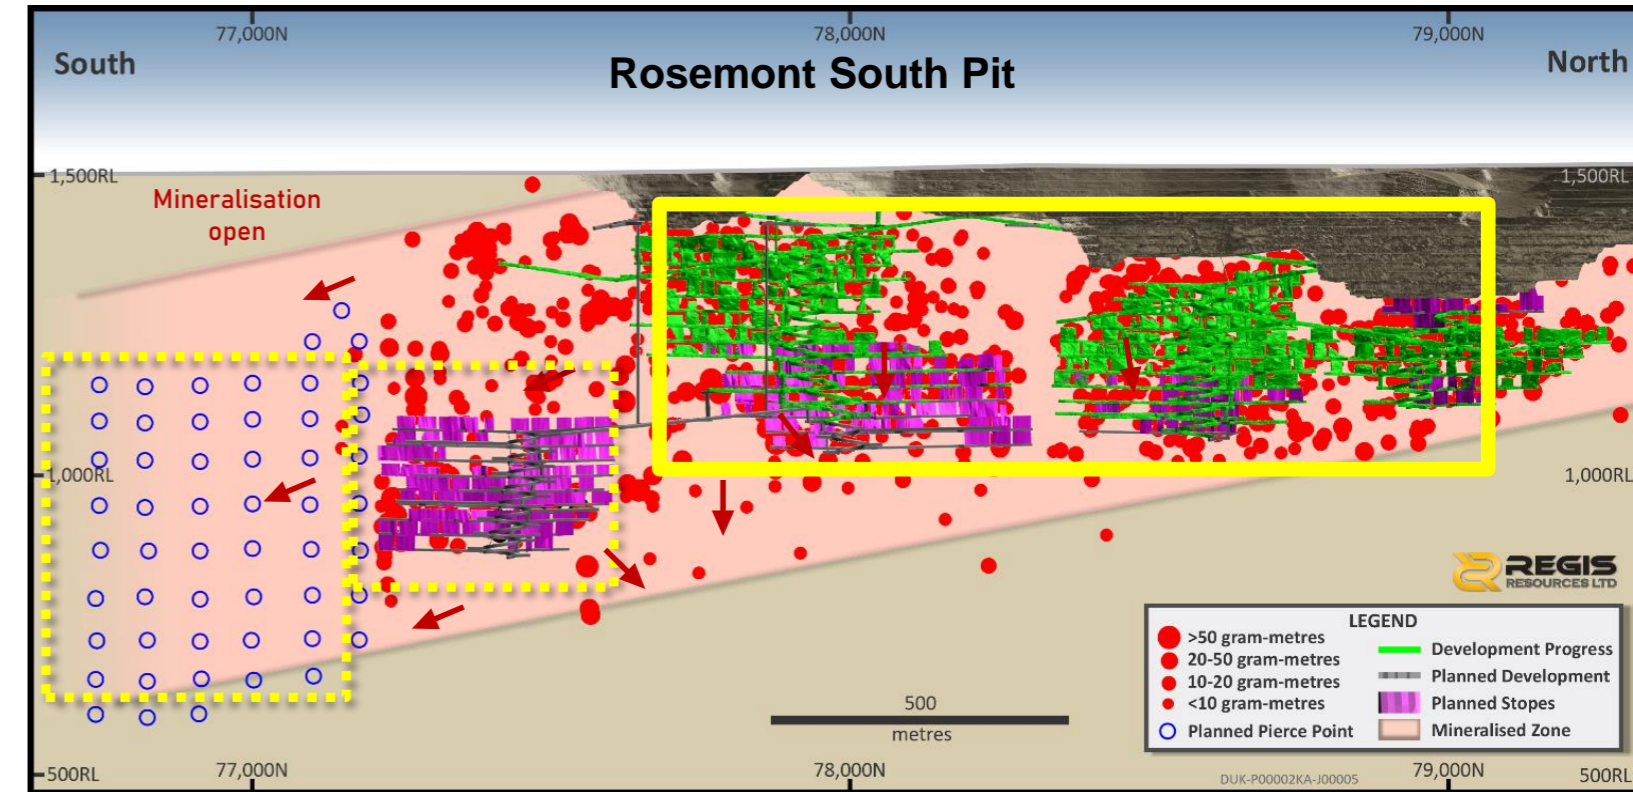 77,000N
78,000N
79,000N
South
North
Rosemont South Pit
1,500RL
1,500RL
Mineralisation
open
1,000RL
1,000RL
REGIS
RESOURCES LTD
LEGEND
>50 gram-metres
20-50 gram-metres
10-20 gram-metres
<10 gram-metres
Planned Pierce Point
Development Progress
Planned Development
Planned Stopes
Mineralised Zone
500
metres
500RL
77,000N
78,000N
DUK-P00002KA-J00005
79,000N
500RL